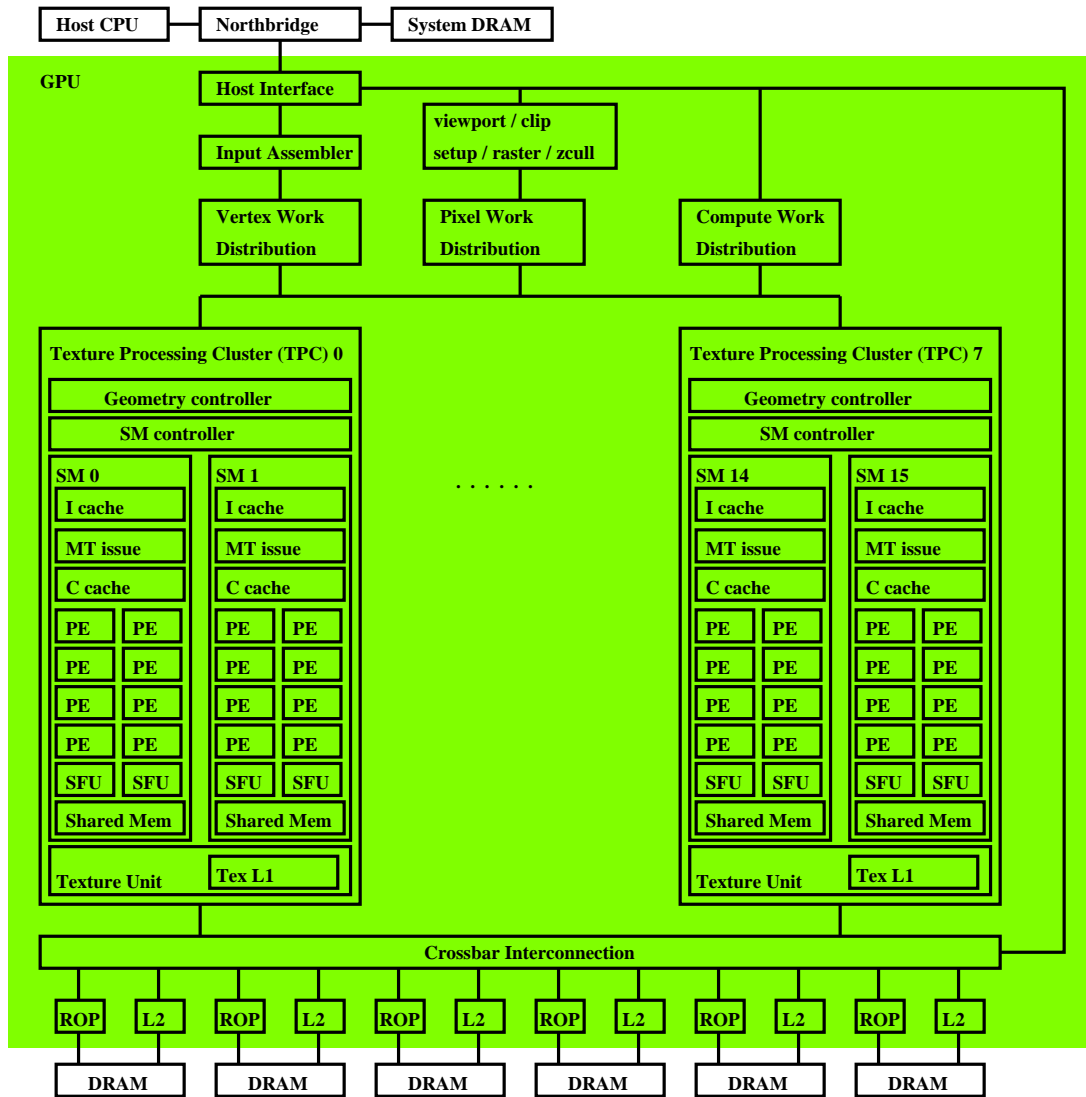 Host CPU
Northbridge
System DRAM
GPU
Host Interface
viewport / clip
setup / raster / zcull
Input Assembler
Vertex Work
Distribution
Pixel Work
Distribution
Compute Work
Distribution
Texture Processing Cluster (TPC) 0
Geometry controller
SM controller
SM 0
I cache
MT issue
C cache
PE PE
PE PE
PE PE
PE PE
SFU SFU
Shared Mem
SM 1
I cache
MT issue
C cache
PE PE
PE PE
PE PE
PE PE
SFU SFU
Shared Mem
Texture Unit
Tex L1
. . . . . .
Texture Processing Cluster (TPC) 7
Geometry controller
SM controller
SM 14
I cache
MT issue
C cache
PE PE
PE PE
PE PE
PE PE
SFU SFU
Shared Mem
SM 15
I cache
MT issue
C cache
PE PE
PE PE
PE PE
PE PE
SFU SFU
Shared Mem
Texture Unit
Tex L1
Crossbar Interconnection
ROP L2 ROP L2 ROP L2 ROP L2 ROP L2 ROP L2
DRAM DRAM DRAM DRAM DRAM DRAM